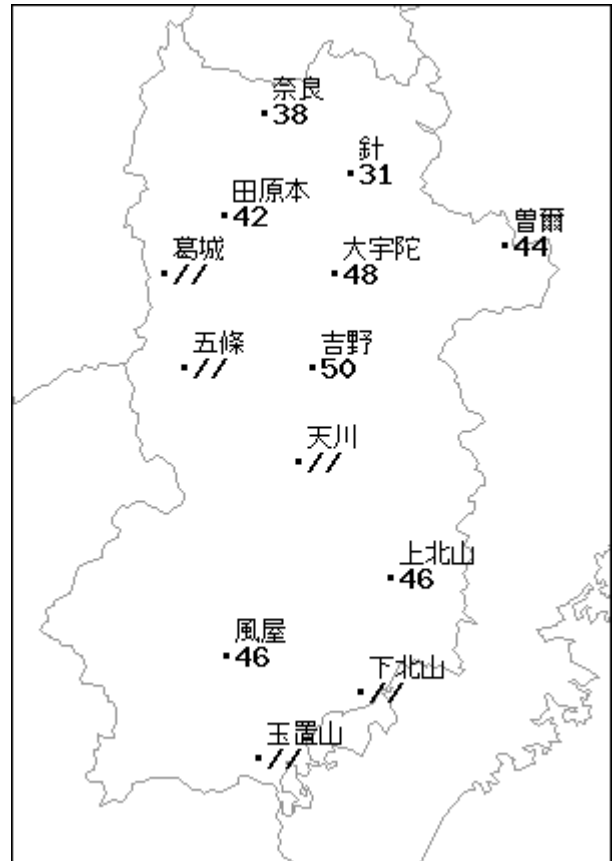 奈良
38
針
31
田原本
42
曽爾
44
葛城
//
大宇陀
48
五條
//
吉野
50
天川
//
上北山
46
風屋
46
下北山
//
玉置山
//